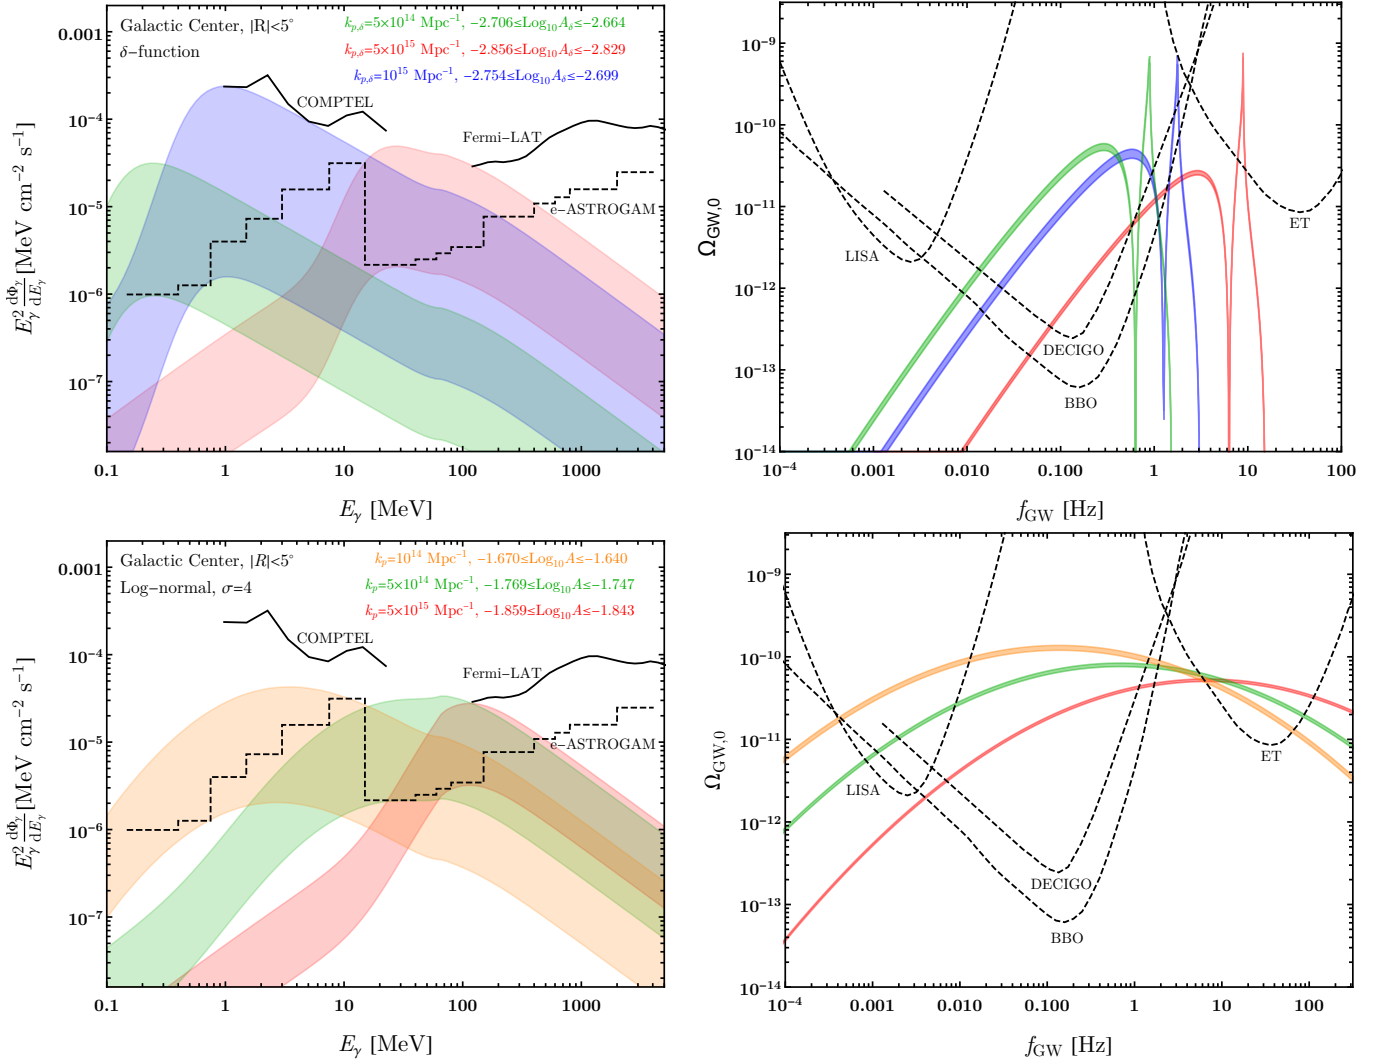 Galactic Center, |R|<5°
δ−function
k_{p,δ}=5×10^{14} Mpc^{−1}, −2.706≤Log_{10}A_δ≤−2.664
k_{p,δ}=5×10^{15} Mpc^{−1}, −2.856≤Log_{10}A_δ≤−2.829
k_{p,δ}=10^{15} Mpc^{−1}, −2.754≤Log_{10}A_δ≤−2.699
COMPTEL
Fermi−LAT
e−ASTROGAM
0.001
10^{−4}
10^{−5}
10^{−6}
10^{−7}
E_γ^2 dΦ_γ/dE_γ [MeV cm^{−2} s^{−1}]
0.1 1 10 100 1000
E_γ [MeV]
10^{−9}
10^{−10}
10^{−11}
10^{−12}
10^{−13}
10^{−14}
Ω_{GW,0}
LISA
DECIGO
BBO
ET
10^{−4} 0.001 0.010 0.100 1 10 100
f_{GW} [Hz]
Galactic Center, |R|<5°
Log−normal, σ=4
k_p=10^{14} Mpc^{−1}, −1.670≤Log_{10}A≤−1.640
k_p=5×10^{14} Mpc^{−1}, −1.769≤Log_{10}A≤−1.747
k_p=5×10^{15} Mpc^{−1}, −1.859≤Log_{10}A≤−1.843
COMPTEL
Fermi−LAT
e−ASTROGAM
0.001
10^{−4}
10^{−5}
10^{−6}
10^{−7}
E_γ^2 dΦ_γ/dE_γ [MeV cm^{−2} s^{−1}]
0.1 1 10 100 1000
E_γ [MeV]
10^{−9}
10^{−10}
10^{−11}
10^{−12}
10^{−13}
10^{−14}
Ω_{GW,0}
LISA
DECIGO
BBO
ET
10^{−4} 0.001 0.010 0.100 1 10 100
f_{GW} [Hz]